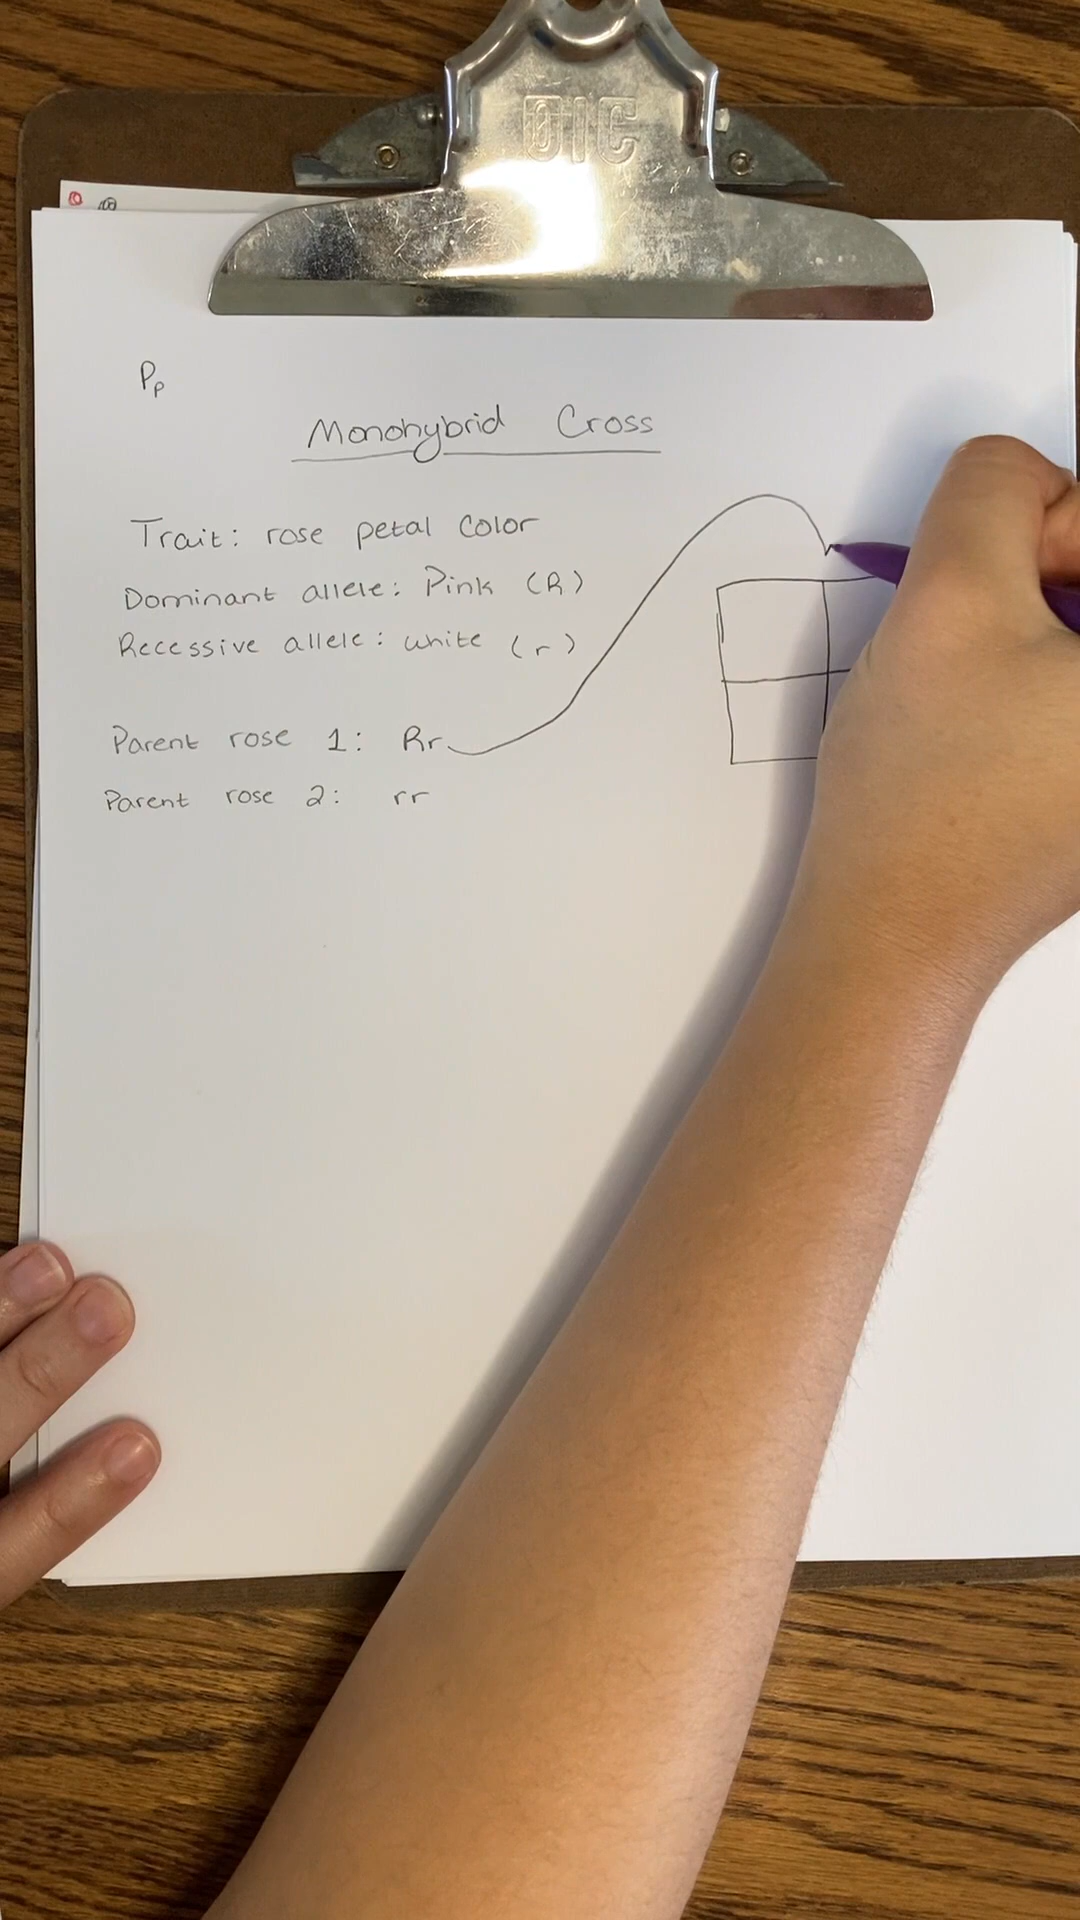 OIC
Pp
Monohybrid Cross
Trait: rose petal color
Dominant allele: Pink (R)
Recessive allele: white (r)
Parent rose 1: Rr
Parent rose 2: rr